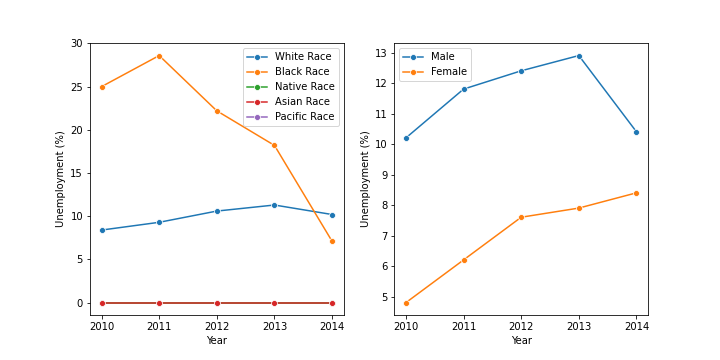 30
25
20
15
10
5
0
Unemployment (%)
2010 2011 2012 2013 2014
Year
White Race
Black Race
Native Race
Asian Race
Pacific Race
13
12
11
10
9
8
7
6
5
Unemployment (%)
2010 2011 2012 2013 2014
Year
Male
Female